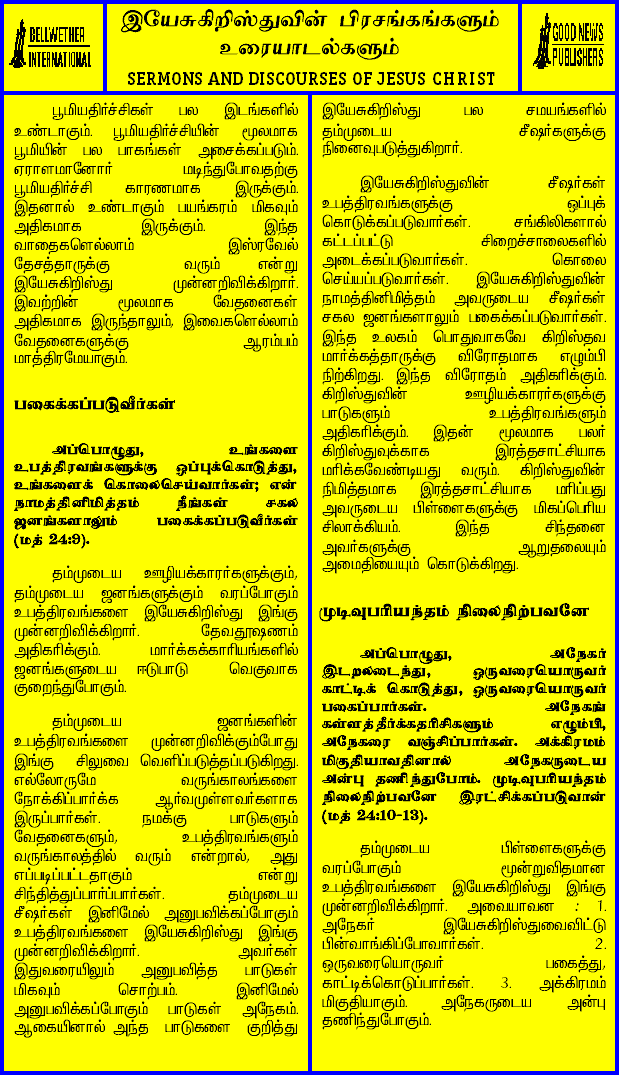 BELLWETHER
INTERNATIONAL
இயேசுகிறிஸ்துவின் பிரசங்கங்களும்
உரையாடல்களும்
SERMONS AND DISCOURSES OF JESUS CHRIST
GOOD NEWS
PUBLISHERS
பூமியதிர்ச்சிகள் பல இடங்களில்
உண்டாகும். பூமியதிர்ச்சியின் மூலமாக
பூமியின் பல பாகங்கள் அசைக்கப்படும்.
ஏராளமானோர் மடிந்துபோவதற்கு
பூமியதிர்ச்சி காரணமாக இருக்கும்.
இதனால் உண்டாகும் பயங்கரம் மிகவும்
அதிகமாக இருக்கும். இந்த
வாதைகளெல்லாம் இஸ்ரவேல்
தேசத்தாருக்கு வரும் என்று
இயேசுகிறிஸ்து முன்னறிவிக்கிறார்.
இவற்றின் மூலமாக வேதனைகள்
அதிகமாக இருந்தாலும், இவைகளெல்லாம்
வேதனைகளுக்கு ஆரம்பம்
மாத்திரமேயாகும்.
பகைக்கப்படுவீர்கள்
அப்பொழுது, உங்களை
உபத்திரவங்களுக்கு ஒப்புக்கொடுத்து,
உங்களைக் கொலைசெய்வார்கள்; என்
நாமத்தினிமித்தம் நீங்கள் சகல
ஜனங்களாலும் பகைக்கப்படுவீர்கள்
(மத் 24:9).
தம்முடைய ஊழியக்காரர்களுக்கும்,
தம்முடைய ஜனங்களுக்கும் வரப்போகும்
உபத்திரவங்களை இயேசுகிறிஸ்து இங்கு
முன்னறிவிக்கிறார். தேவதூஷணம்
அதிகரிக்கும். மார்க்கக்காரியங்களில்
ஜனங்களுடைய ஈடுபாடு வெகுவாக
குறைந்துபோகும்.
தம்முடைய ஜனங்களின்
உபத்திரவங்களை முன்னறிவிக்கும்போது
இங்கு சிலுவை வெளிப்படுத்தப்படுகிறது.
எல்லோருமே வருங்காலங்களை
நோக்கிப்பார்க்க ஆர்வமுள்ளவர்களாக
இருப்பார்கள். நமக்கு பாடுகளும்
வேதனைகளும், உபத்திரவங்களும்
வருங்காலத்தில் வரும் என்றால், அது
எப்படிப்பட்டதாகும் என்று
சிந்தித்துப்பார்ப்பார்கள். தம்முடைய
சீஷர்கள் இனிமேல் அனுபவிக்கப்போகும்
உபத்திரவங்களை இயேசுகிறிஸ்து இங்கு
முன்னறிவிக்கிறார். அவர்கள்
இதுவரையிலும் அனுபவித்த பாடுகள்
மிகவும் சொற்பம். இனிமேல்
அனுபவிக்கப்போகும் பாடுகள் அநேகம்.
ஆகையினால் அந்த பாடுகளை குறித்து
இயேசுகிறிஸ்து பல சமயங்களில்
தம்முடைய சீஷர்களுக்கு
நினைவுபடுத்துகிறார்.
இயேசுகிறிஸ்துவின் சீஷர்கள்
உபத்திரவங்களுக்கு ஒப்புக்
கொடுக்கப்படுவார்கள். சங்கிலிகளால்
கட்டப்பட்டு சிறைச்சாலைகளில்
அடைக்கப்படுவார்கள். கொலை
செய்யப்படுவார்கள். இயேசுகிறிஸ்துவின்
நாமத்தினிமித்தம் அவருடைய சீஷர்கள்
சகல ஜனங்களாலும் பகைக்கப்படுவார்கள்.
இந்த உலகம் பொதுவாகவே கிறிஸ்தவ
மார்க்கத்தாருக்கு விரோதமாக எழும்பி
நிற்கிறது. இந்த விரோதம் அதிகரிக்கும்.
கிறிஸ்துவின் ஊழியக்காரர்களுக்கு
பாடுகளும் உபத்திரவங்களும்
அதிகரிக்கும். இதன் மூலமாக பலர்
கிறிஸ்துவுக்காக இரத்தசாட்சியாக
மரிக்கவேண்டியது வரும். கிறிஸ்துவின்
நிமித்தமாக இரத்தசாட்சியாக மரிப்பது
அவருடைய பிள்ளைகளுக்கு மிகப்பெரிய
சிலாக்கியம். இந்த சிந்தனை
அவர்களுக்கு ஆறுதலையும்
அமைதியையும் கொடுக்கிறது.
முடிவுபரியந்தம் நிலைநிற்பவனே
அப்பொழுது, அநேகர்
இடறலடைந்து, ஒருவரையொருவர்
காட்டிக் கொடுத்து, ஒருவரையொருவர்
பகைப்பார்கள். அநேகங்
கள்ளத்தீர்க்கதரிசிகளும் எழும்பி,
அநேகரை வஞ்சிப்பார்கள். அக்கிரமம்
மிகுதியாவதினால் அநேகருடைய
அன்பு தணிந்துபோம். முடிவுபரியந்தம்
நிலைநிற்பவனே இரட்சிக்கப்படுவான்
(மத் 24:10-13).
தம்முடைய பிள்ளைகளுக்கு
வரப்போகும் மூன்றுவிதமான
உபத்திரவங்களை இயேசுகிறிஸ்து இங்கு
முன்னறிவிக்கிறார். அவையாவன : 1.
அநேகர் இயேசுகிறிஸ்துவைவிட்டு
பின்வாங்கிப்போவார்கள். 2.
ஒருவரையொருவர் பகைத்து,
காட்டிக்கொடுப்பார்கள். 3. அக்கிரமம்
மிகுதியாகும். அநேகருடைய அன்பு
தணிந்துபோகும்.